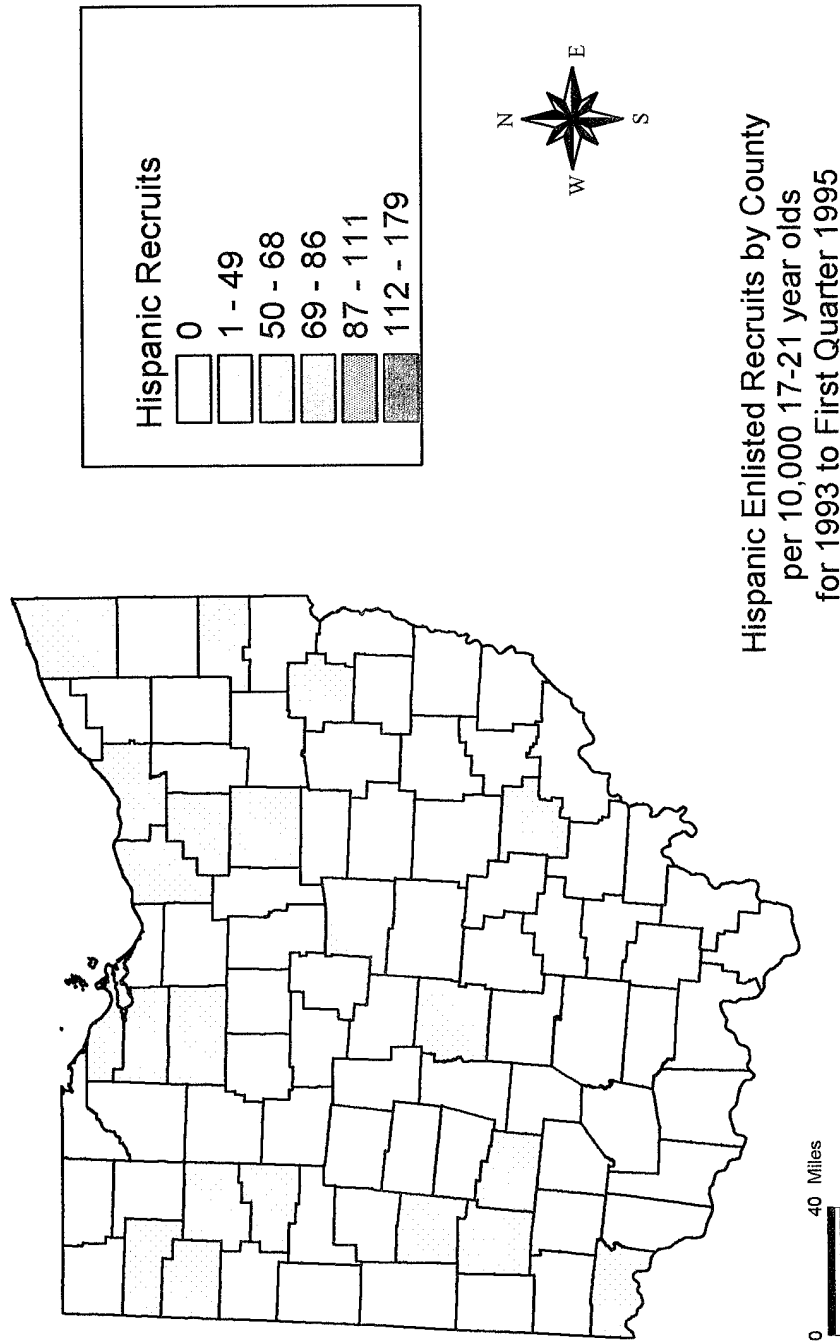 Hispanic Recruits
0
1 - 49
50 - 68
69 - 86
87 - 111
112 - 179
N
W
E
S
Hispanic Enlisted Recruits by County
per 10,000 17-21 year olds
for 1993 to First Quarter 1995
0
40 Miles